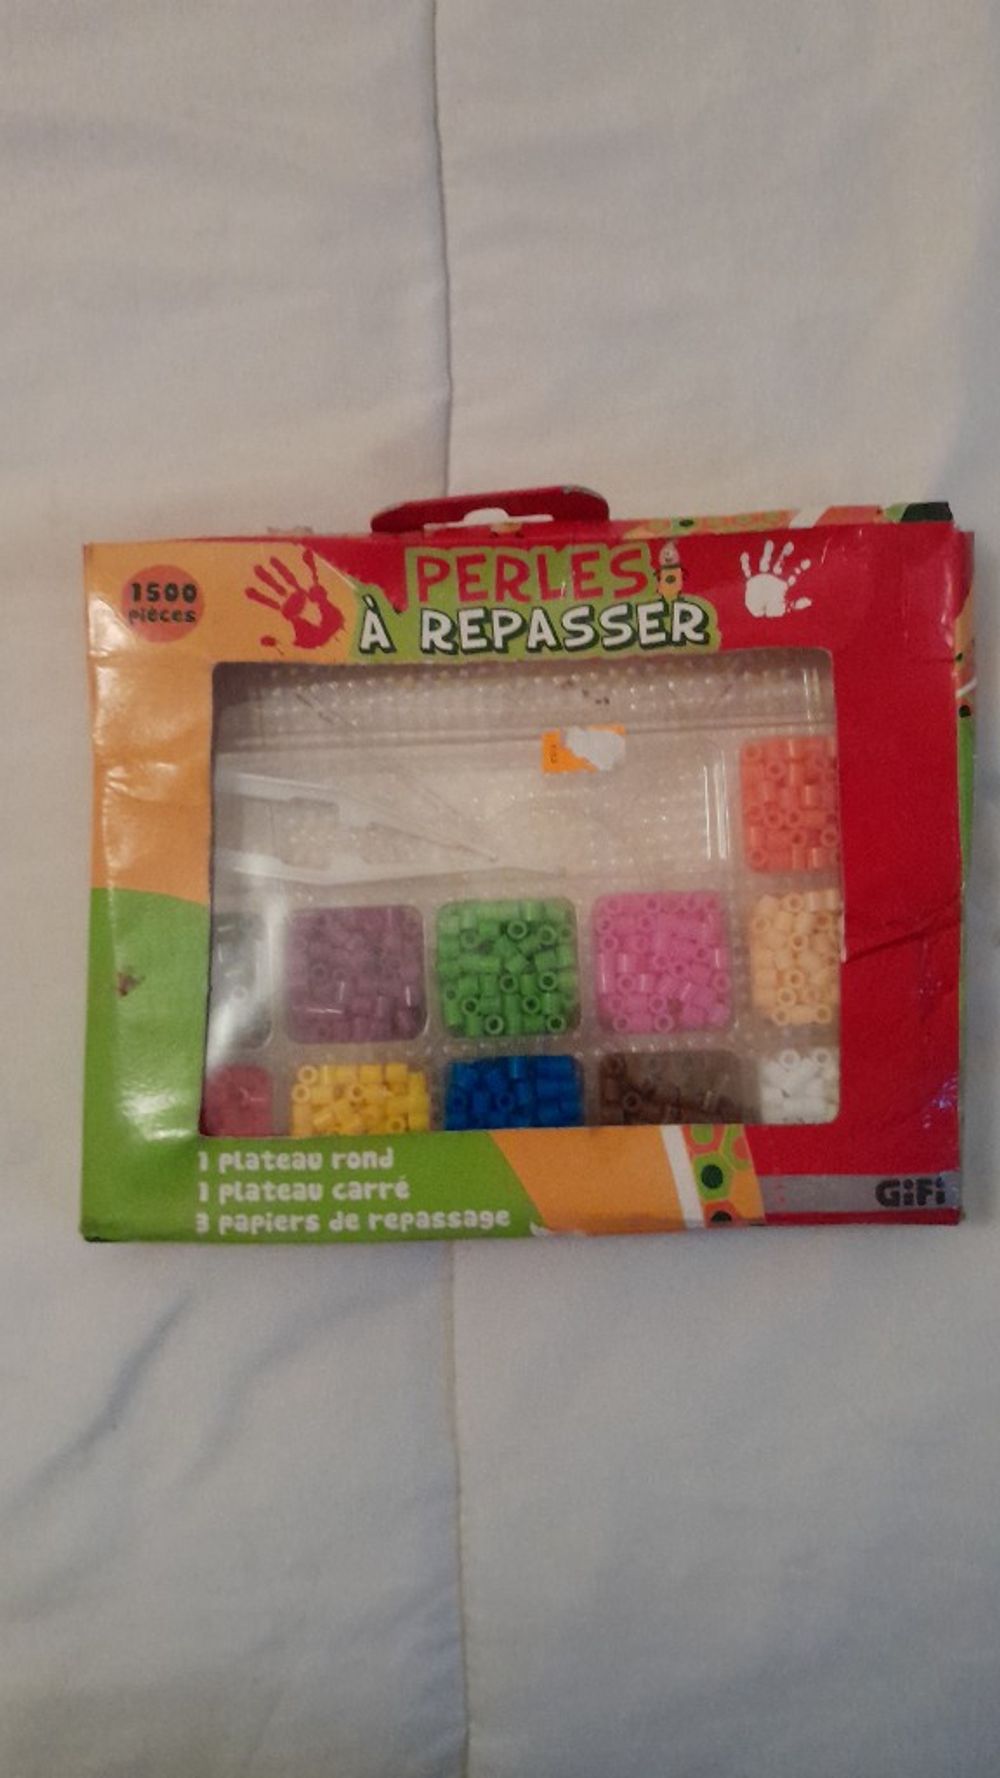 1500
pièces
PERLES
À REPASSER
1 plateau rond
1 plateau carré
3 papiers de repassage
GiFi